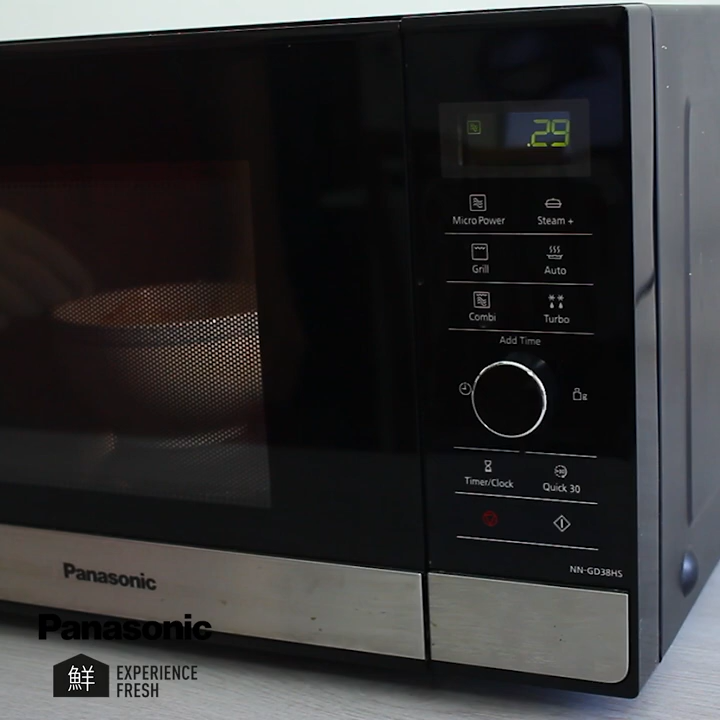 .29
Micro Power
Steam +
Grill
Auto
Combi
Turbo
Add Time
g
Timer/Clock
Quick 30
NN-GD38HS
Panasonic
Panasonic
鮮
EXPERIENCE
FRESH